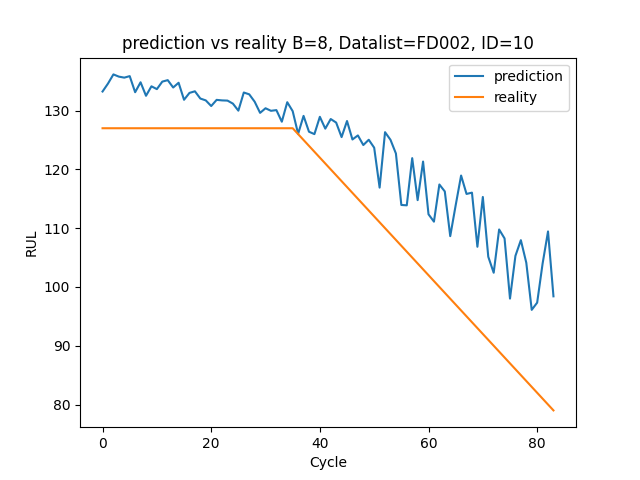 prediction vs reality B=8, Datalist=FD002, ID=10
prediction
reality
RUL
130
120
110
100
90
80
0 20 40 60 80
Cycle